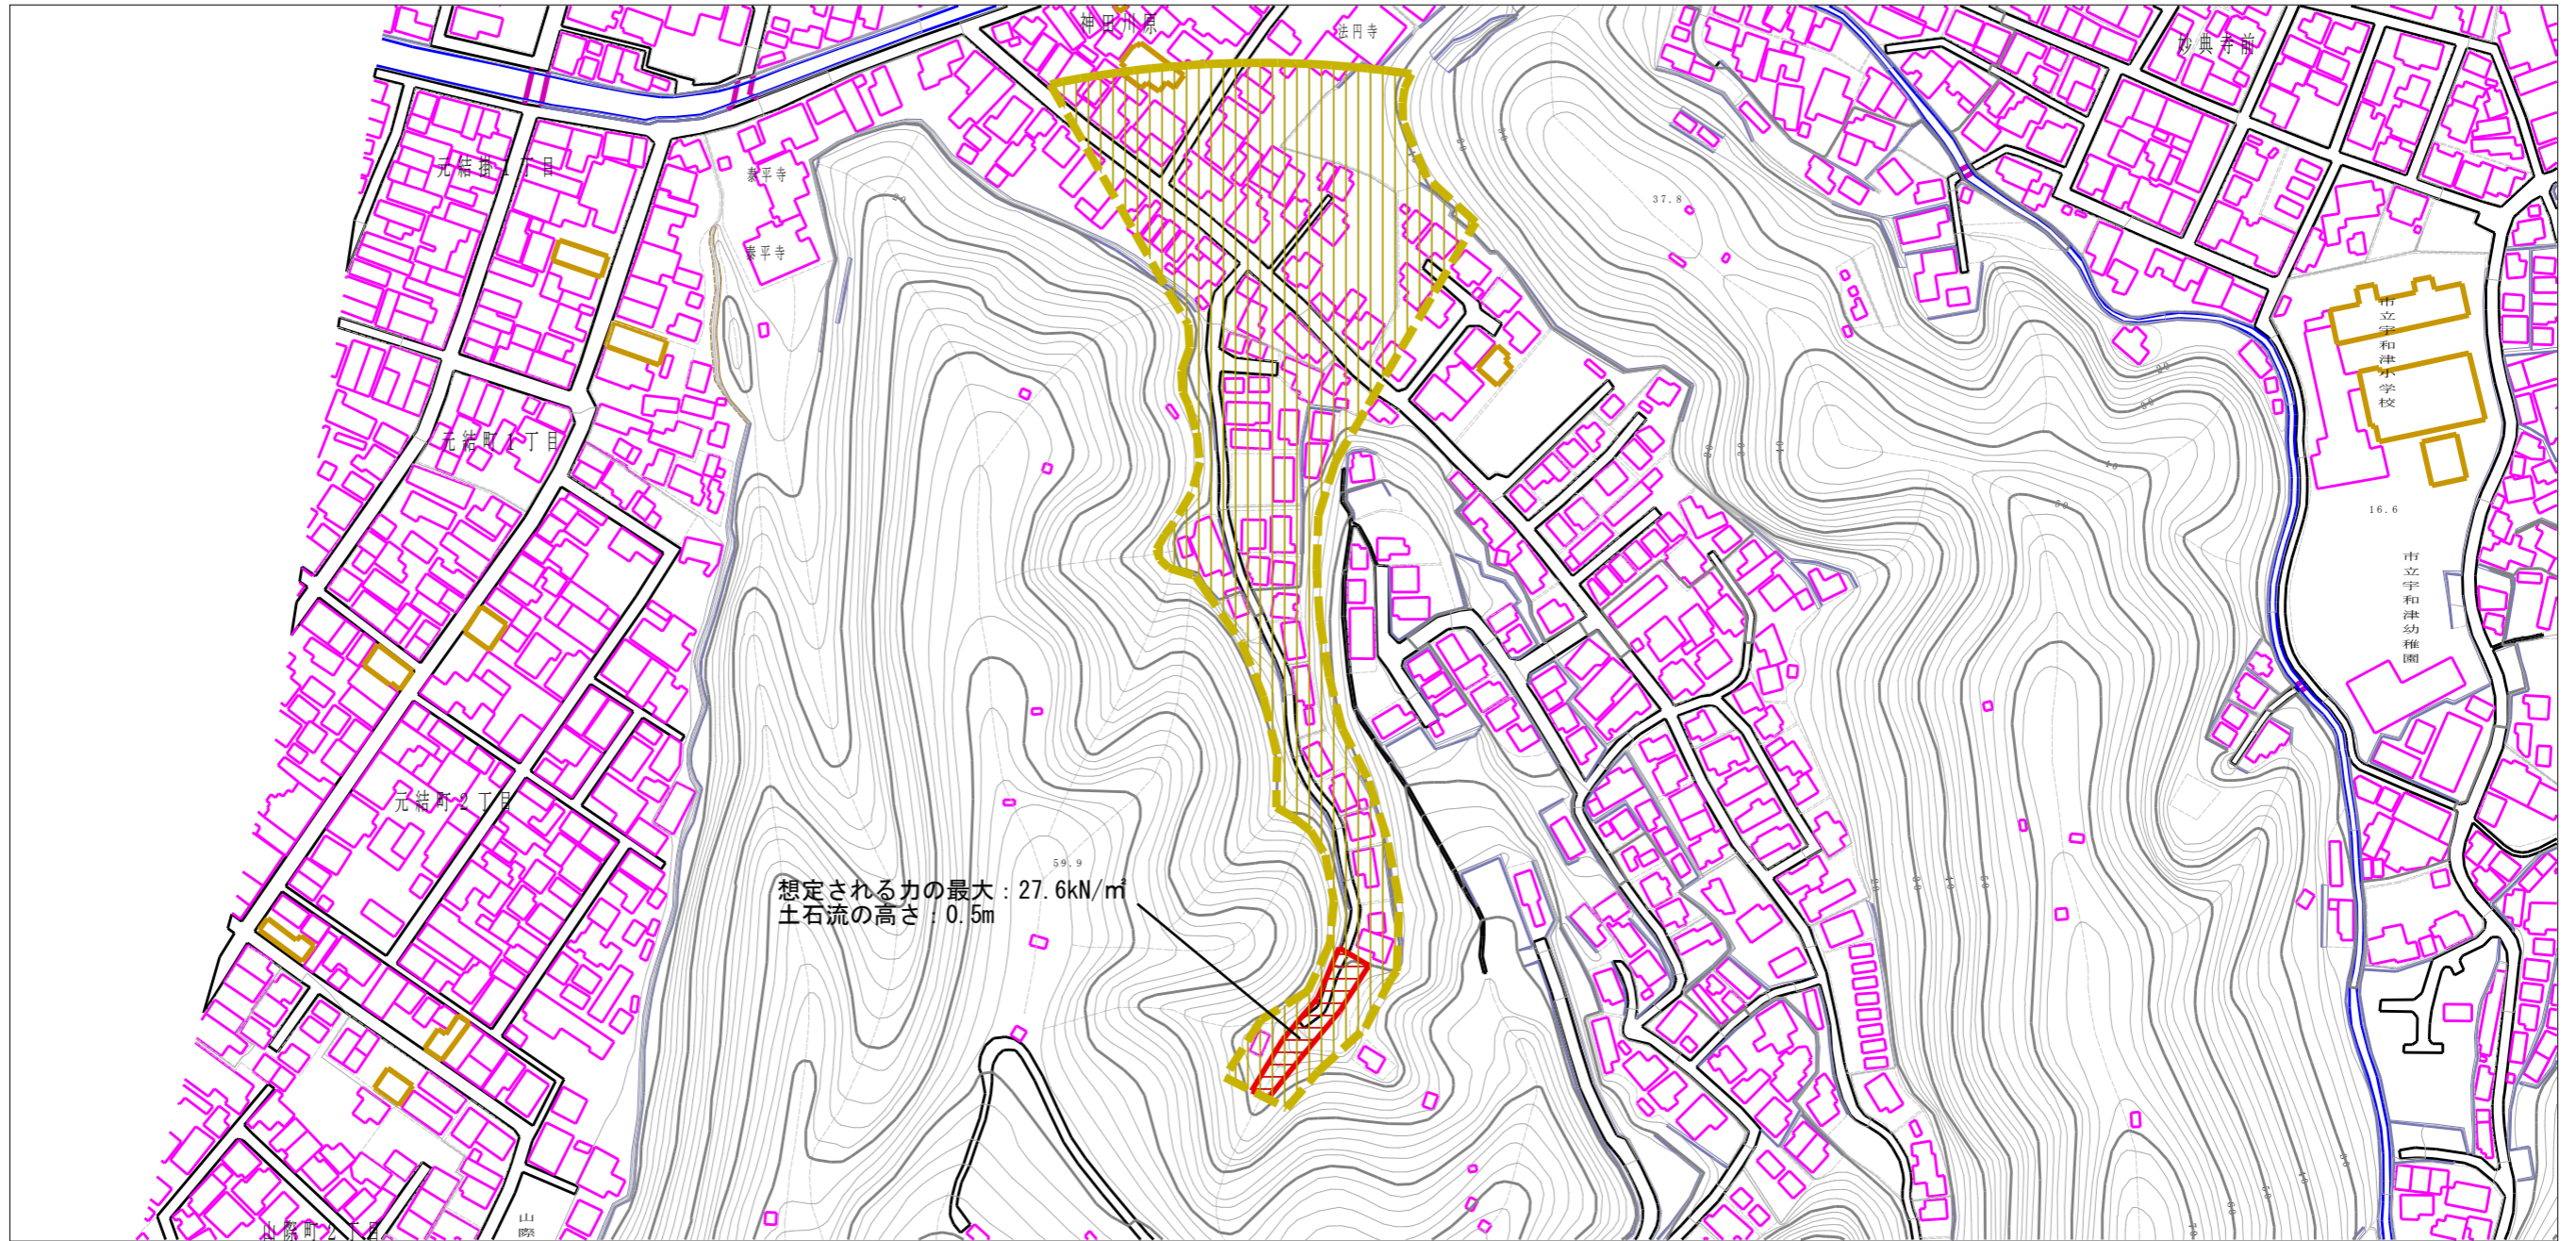 神田川原
法円寺
妙典寺前
元結掛1丁目
泰平寺
37.8
泰平寺
市立宇和津小学校
元結町1丁目
16.6
市立宇和津幼稚園
元結町2丁目
59.9
想定される力の最大：27.6kN/㎡
土石流の高さ：0.5m
山際
山際町2丁目